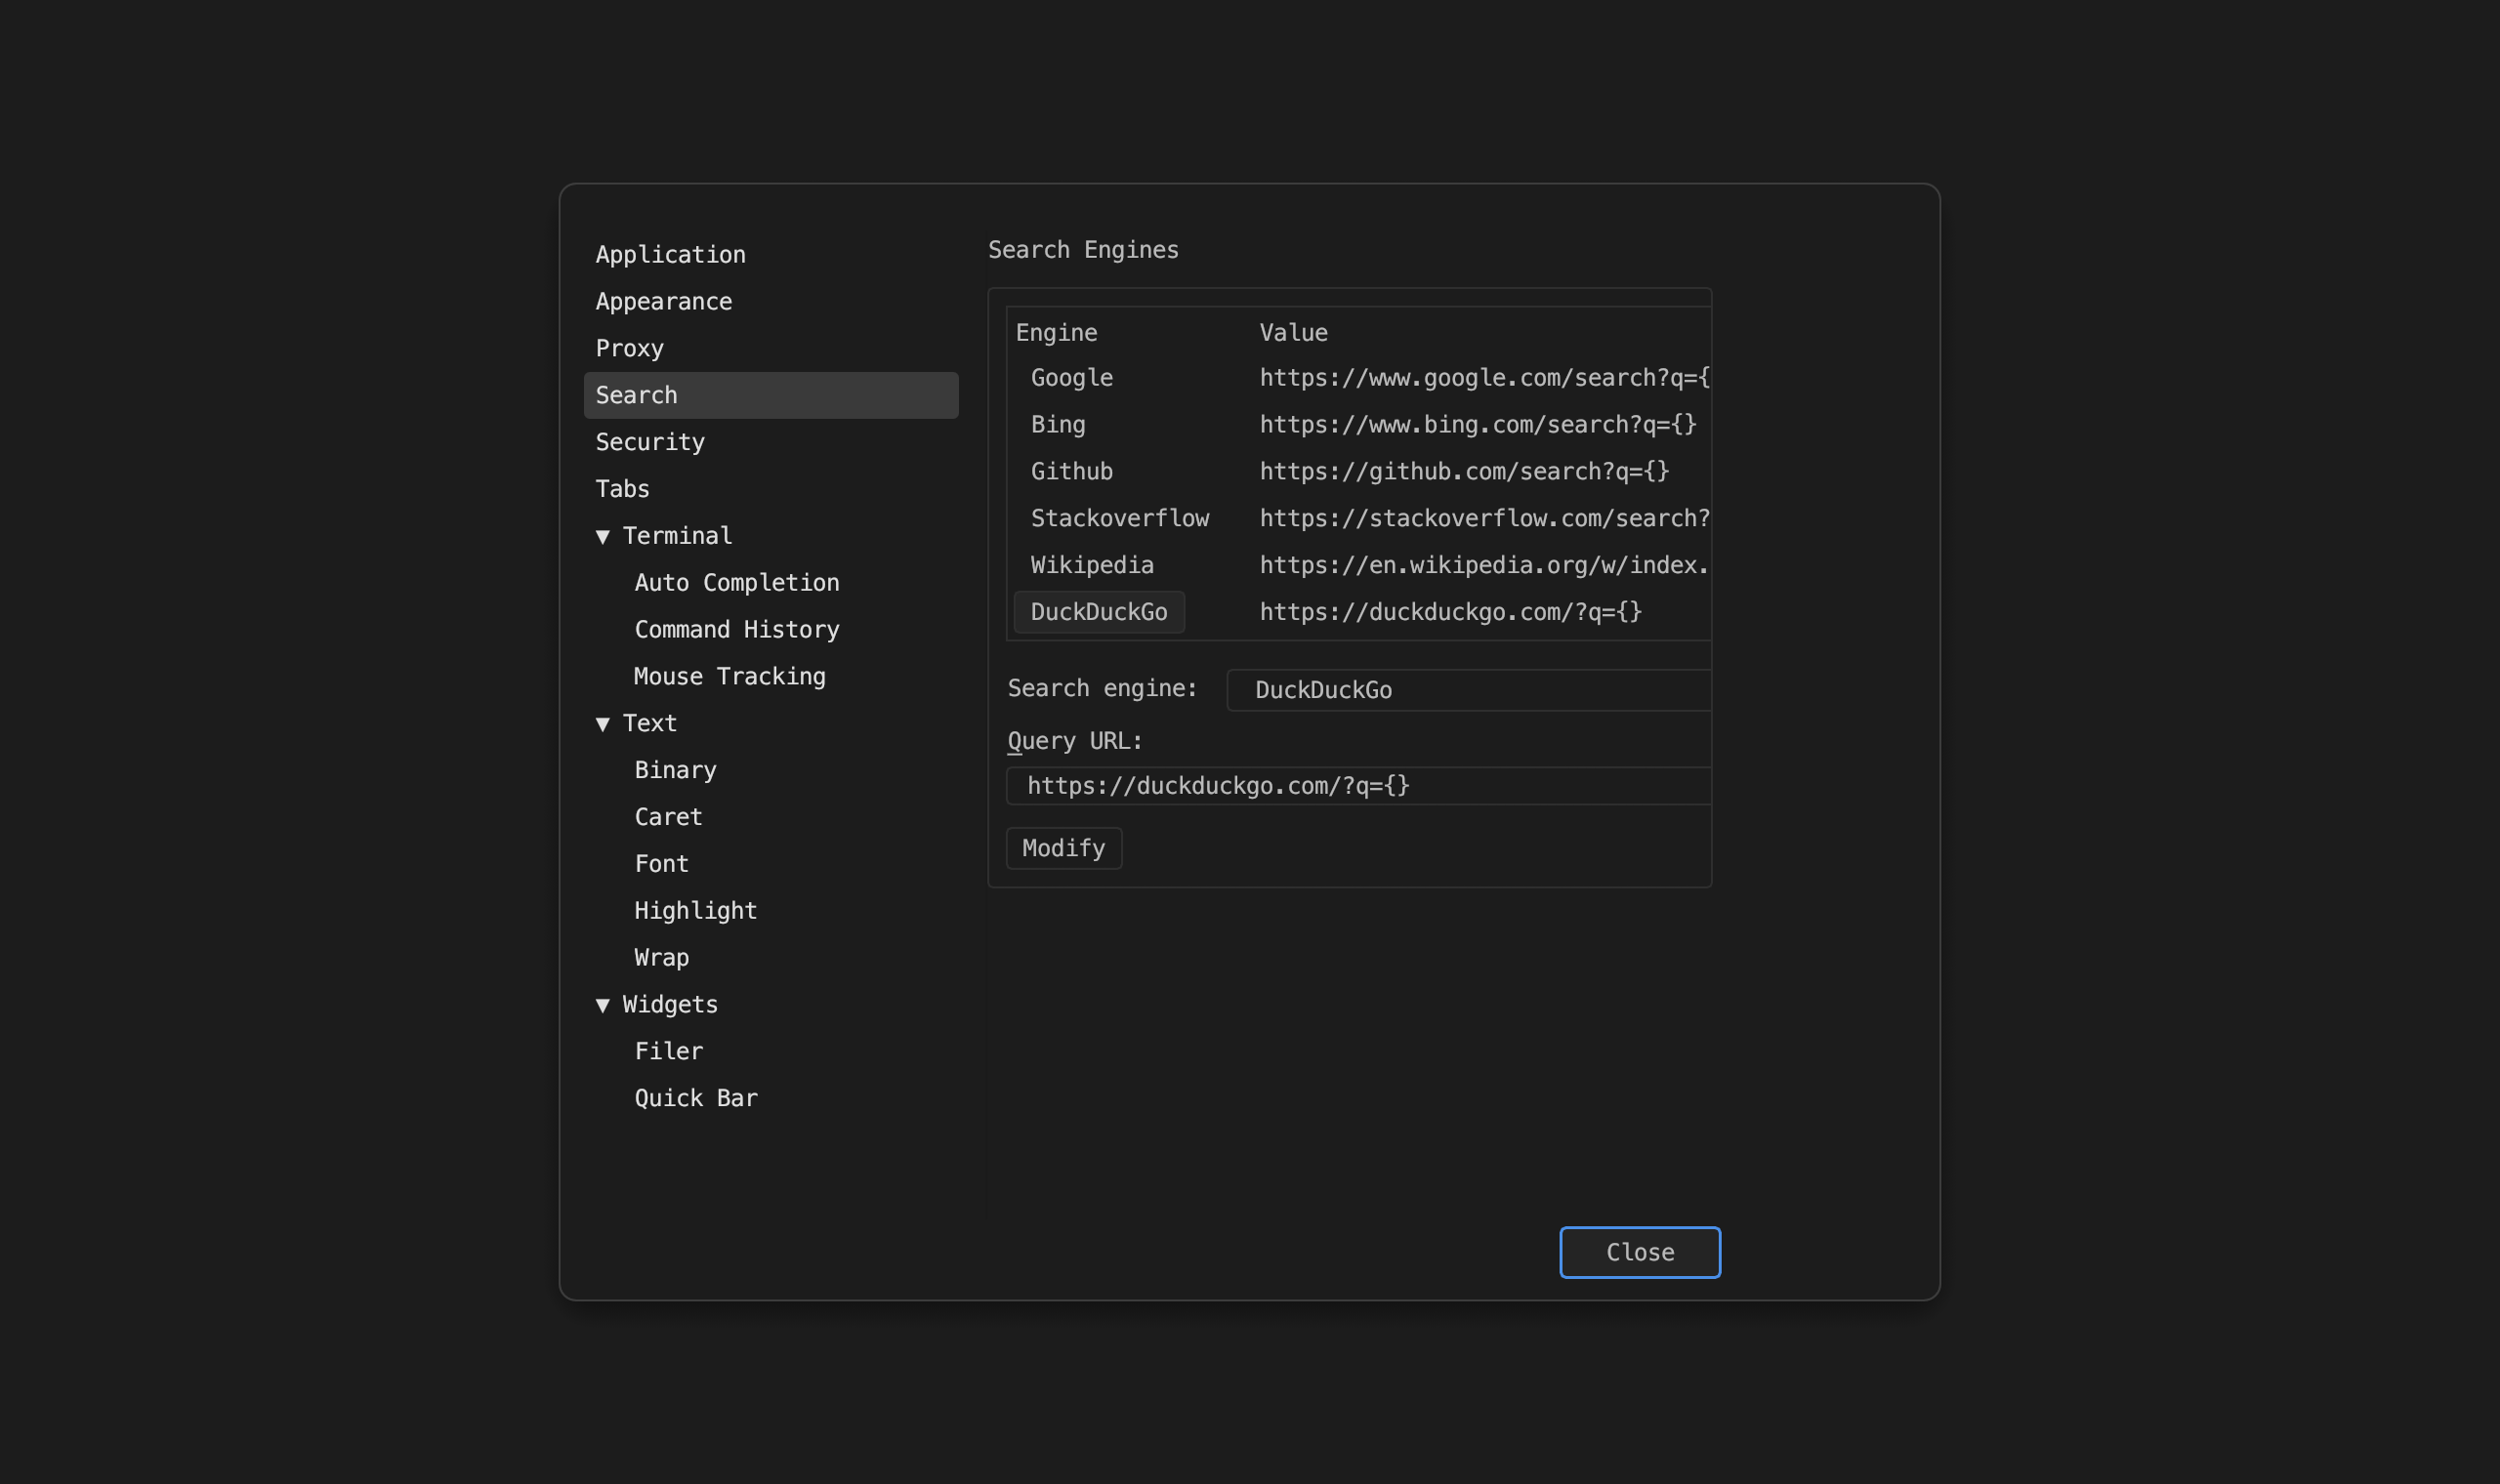 Application
Appearance
Proxy
Search
Security
Tabs
▼ Terminal
Auto Completion
Command History
Mouse Tracking
▼ Text
Binary
Caret
Font
Highlight
Wrap
▼ Widgets
Filer
Quick Bar
Search Engines
Engine Value
Google https://www.google.com/search?q={
Bing https://www.bing.com/search?q={}
Github https://github.com/search?q={}
Stackoverflow https://stackoverflow.com/search?
Wikipedia https://en.wikipedia.org/w/index.
DuckDuckGo https://duckduckgo.com/?q={}
Search engine: DuckDuckGo
Query URL:
https://duckduckgo.com/?q={}
Modify
Close